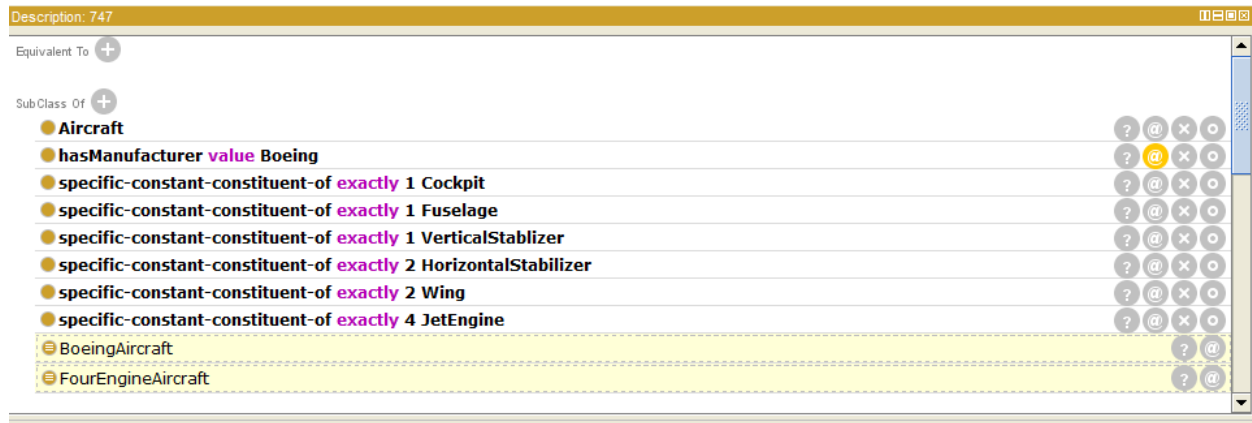 Description: 747
Equivalent To
SubClass Of
Aircraft
hasManufacturer value Boeing
specific-constant-constituent-of exactly 1 Cockpit
specific-constant-constituent-of exactly 1 Fuselage
specific-constant-constituent-of exactly 1 VerticalStablizer
specific-constant-constituent-of exactly 2 HorizontalStabilizer
specific-constant-constituent-of exactly 2 Wing
specific-constant-constituent-of exactly 4 JetEngine
BoeingAircraft
FourEngineAircraft